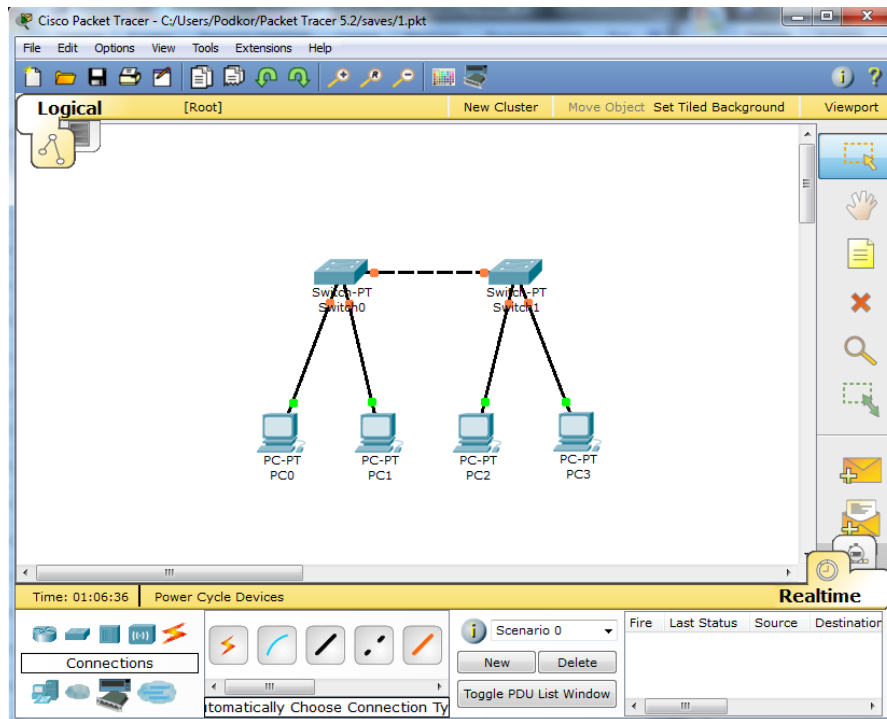 Cisco Packet Tracer - C:/Users/Podkor/Packet Tracer 5.2/saves/1.pkt
File Edit Options View Tools Extensions Help
Logical [Root] New Cluster Move Object Set Tiled Background Viewport
Switch-PT
Switch0
Switch-PT
Switch1
PC-PT
PC0
PC-PT
PC1
PC-PT
PC2
PC-PT
PC3
Time: 01:06:36 Power Cycle Devices Realtime
Connections
utomatically Choose Connection Ty
Scenario 0
New Delete
Toggle PDU List Window
Fire Last Status Source Destination